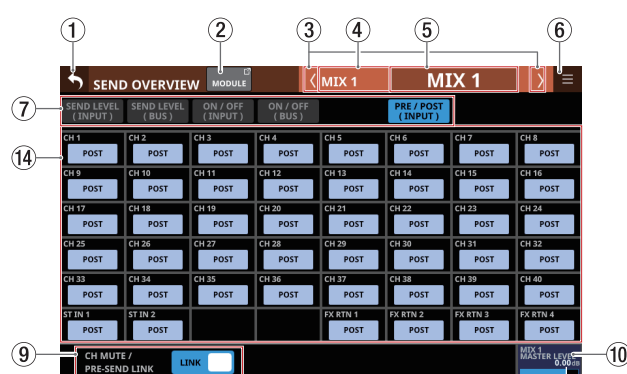 ① ② ③ ④ ⑤ ⑥
SEND OVERVIEW MODULE MIX 1 MIX 1
⑦
SEND LEVEL (INPUT) SEND LEVEL (BUS) ON / OFF (INPUT) ON / OFF (BUS) PRE / POST (INPUT)
⑭
CH 1 CH 2 CH 3 CH 4 CH 5 CH 6 CH 7 CH 8
POST POST POST POST POST POST POST POST
CH 9 CH 10 CH 11 CH 12 CH 13 CH 14 CH 15 CH 16
POST POST POST POST POST POST POST POST
CH 17 CH 18 CH 19 CH 20 CH 21 CH 22 CH 23 CH 24
POST POST POST POST POST POST POST POST
CH 25 CH 26 CH 27 CH 28 CH 29 CH 30 CH 31 CH 32
POST POST POST POST POST POST POST POST
CH 33 CH 34 CH 35 CH 36 CH 37 CH 38 CH 39 CH 40
POST POST POST POST POST POST POST POST
ST IN 1 ST IN 2 FX RTN 1 FX RTN 2 FX RTN 3 FX RTN 4
POST POST POST POST POST POST
⑨ ⑩
CH MUTE /
PRE-SEND LINK
LINK
MIX 1
MASTER LEVEL
0.00dB